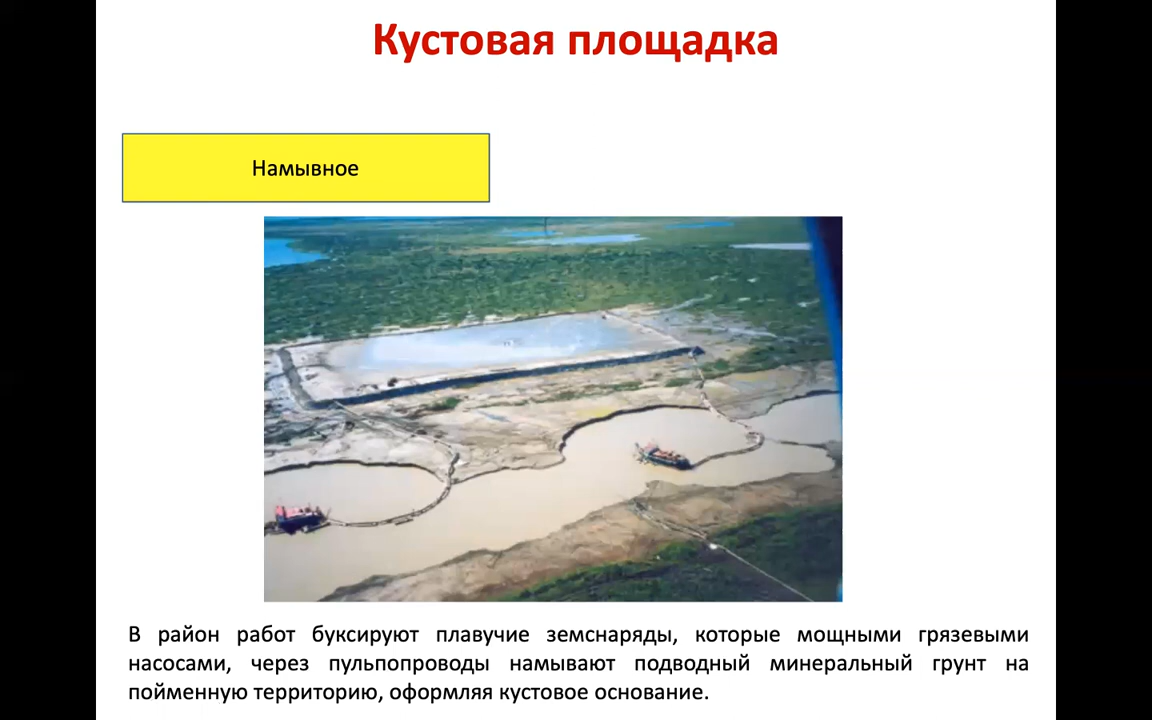 Кустовая площадка
Намывное
В район работ буксируют плавучие земснаряды, которые мощными грязевыми
насосами, через пульпопроводы намывают подводный минеральный грунт на
пойменную территорию, оформляя кустовое основание.